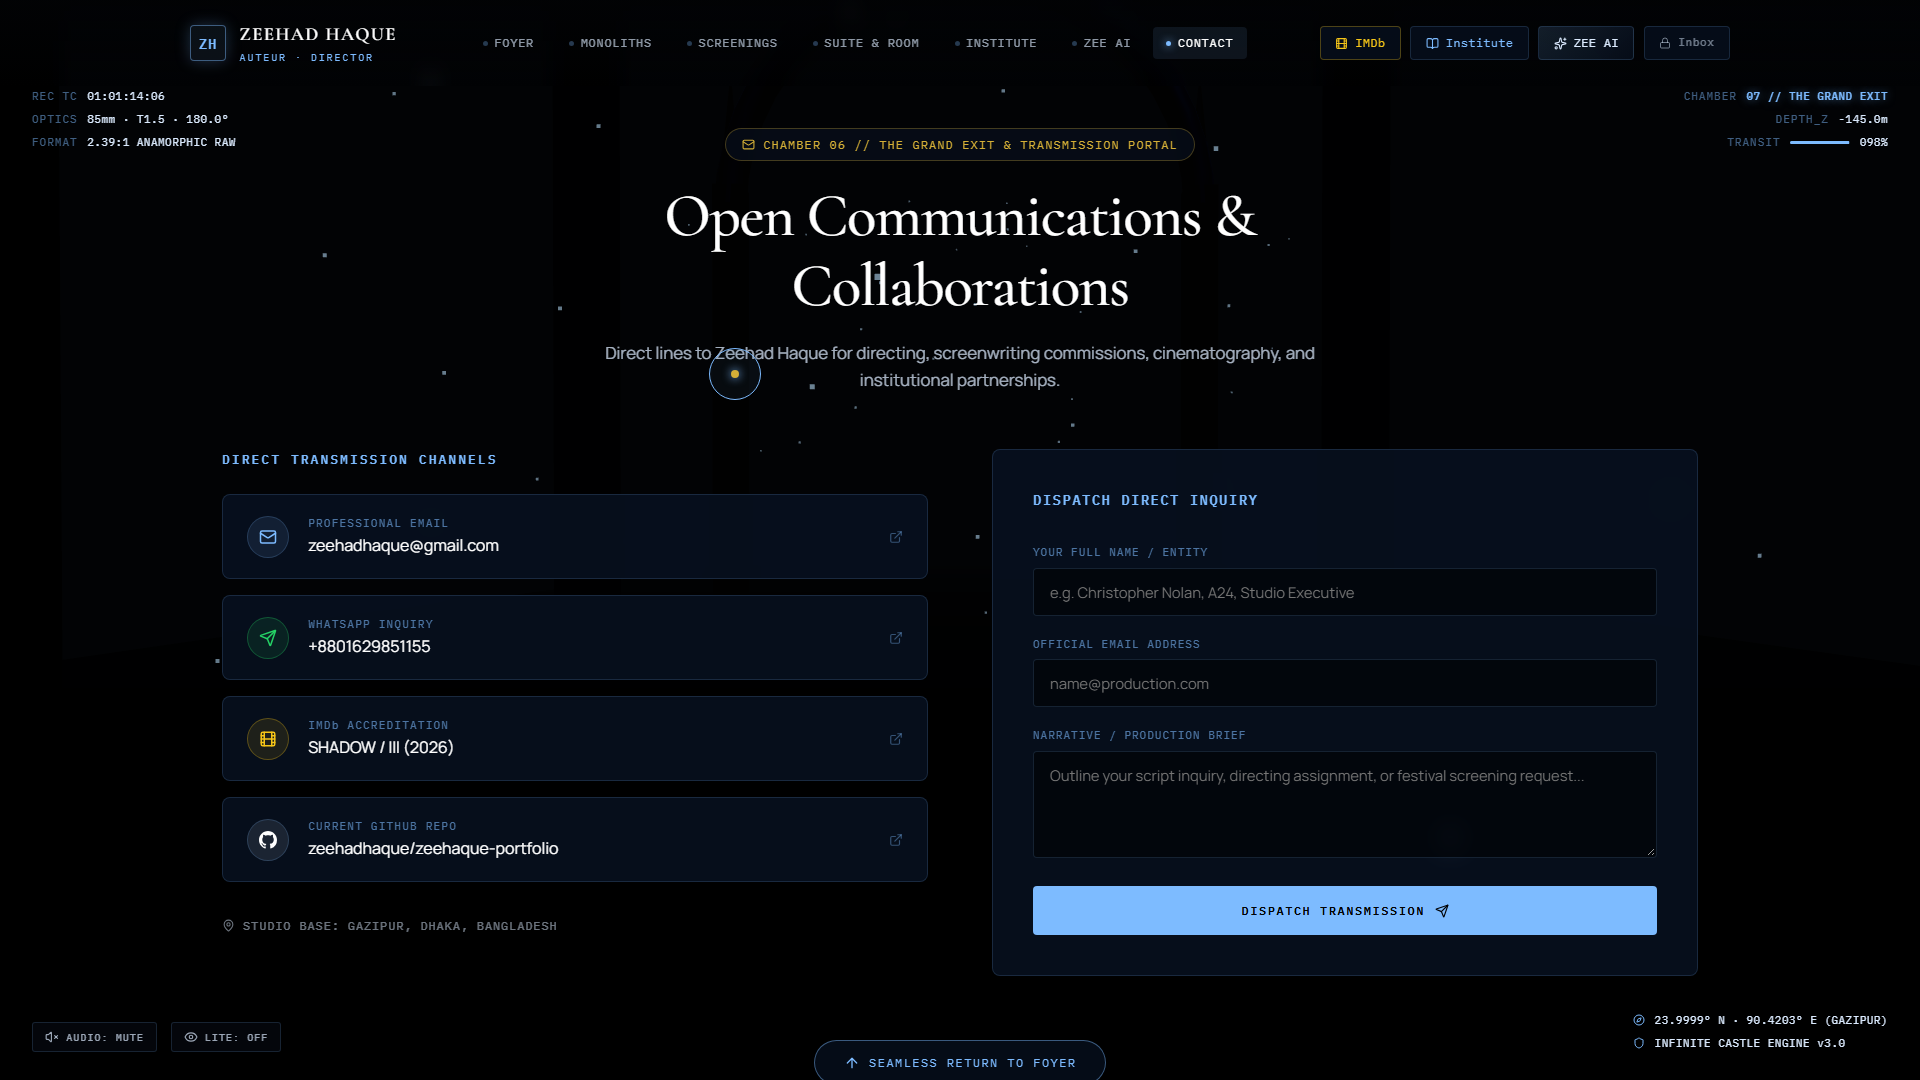 ZH
ZEEHAD HAQUE
AUTEUR · DIRECTOR
FOYER
MONOLITHS
SCREENINGS
SUITE & ROOM
INSTITUTE
ZEE AI
CONTACT
IMDb
Institute
ZEE AI
Inbox
REC TC 01:01:14:06
OPTICS 85mm · T1.5 · 180.0°
FORMAT 2.39:1 ANAMORPHIC RAW
CHAMBER 07 // THE GRAND EXIT
DEPTH_Z -145.0m
TRANSIT 098%
CHAMBER 06 // THE GRAND EXIT & TRANSMISSION PORTAL
Open Communications &
Collaborations
Direct lines to Zeehad Haque for directing, screenwriting commissions, cinematography, and
institutional partnerships.
DIRECT TRANSMISSION CHANNELS
PROFESSIONAL EMAIL
zeehadhaque@gmail.com
WHATSAPP INQUIRY
+8801629851155
IMDb ACCREDITATION
SHADOW / III (2026)
CURRENT GITHUB REPO
zeehadhaque/zeehaque-portfolio
STUDIO BASE: GAZIPUR, DHAKA, BANGLADESH
DISPATCH DIRECT INQUIRY
YOUR FULL NAME / ENTITY
e.g. Christopher Nolan, A24, Studio Executive
OFFICIAL EMAIL ADDRESS
name@production.com
NARRATIVE / PRODUCTION BRIEF
Outline your script inquiry, directing assignment, or festival screening request...
DISPATCH TRANSMISSION
AUDIO: MUTE
LITE: OFF
SEAMLESS RETURN TO FOYER
23.9999° N · 90.4203° E (GAZIPUR)
INFINITE CASTLE ENGINE v3.0